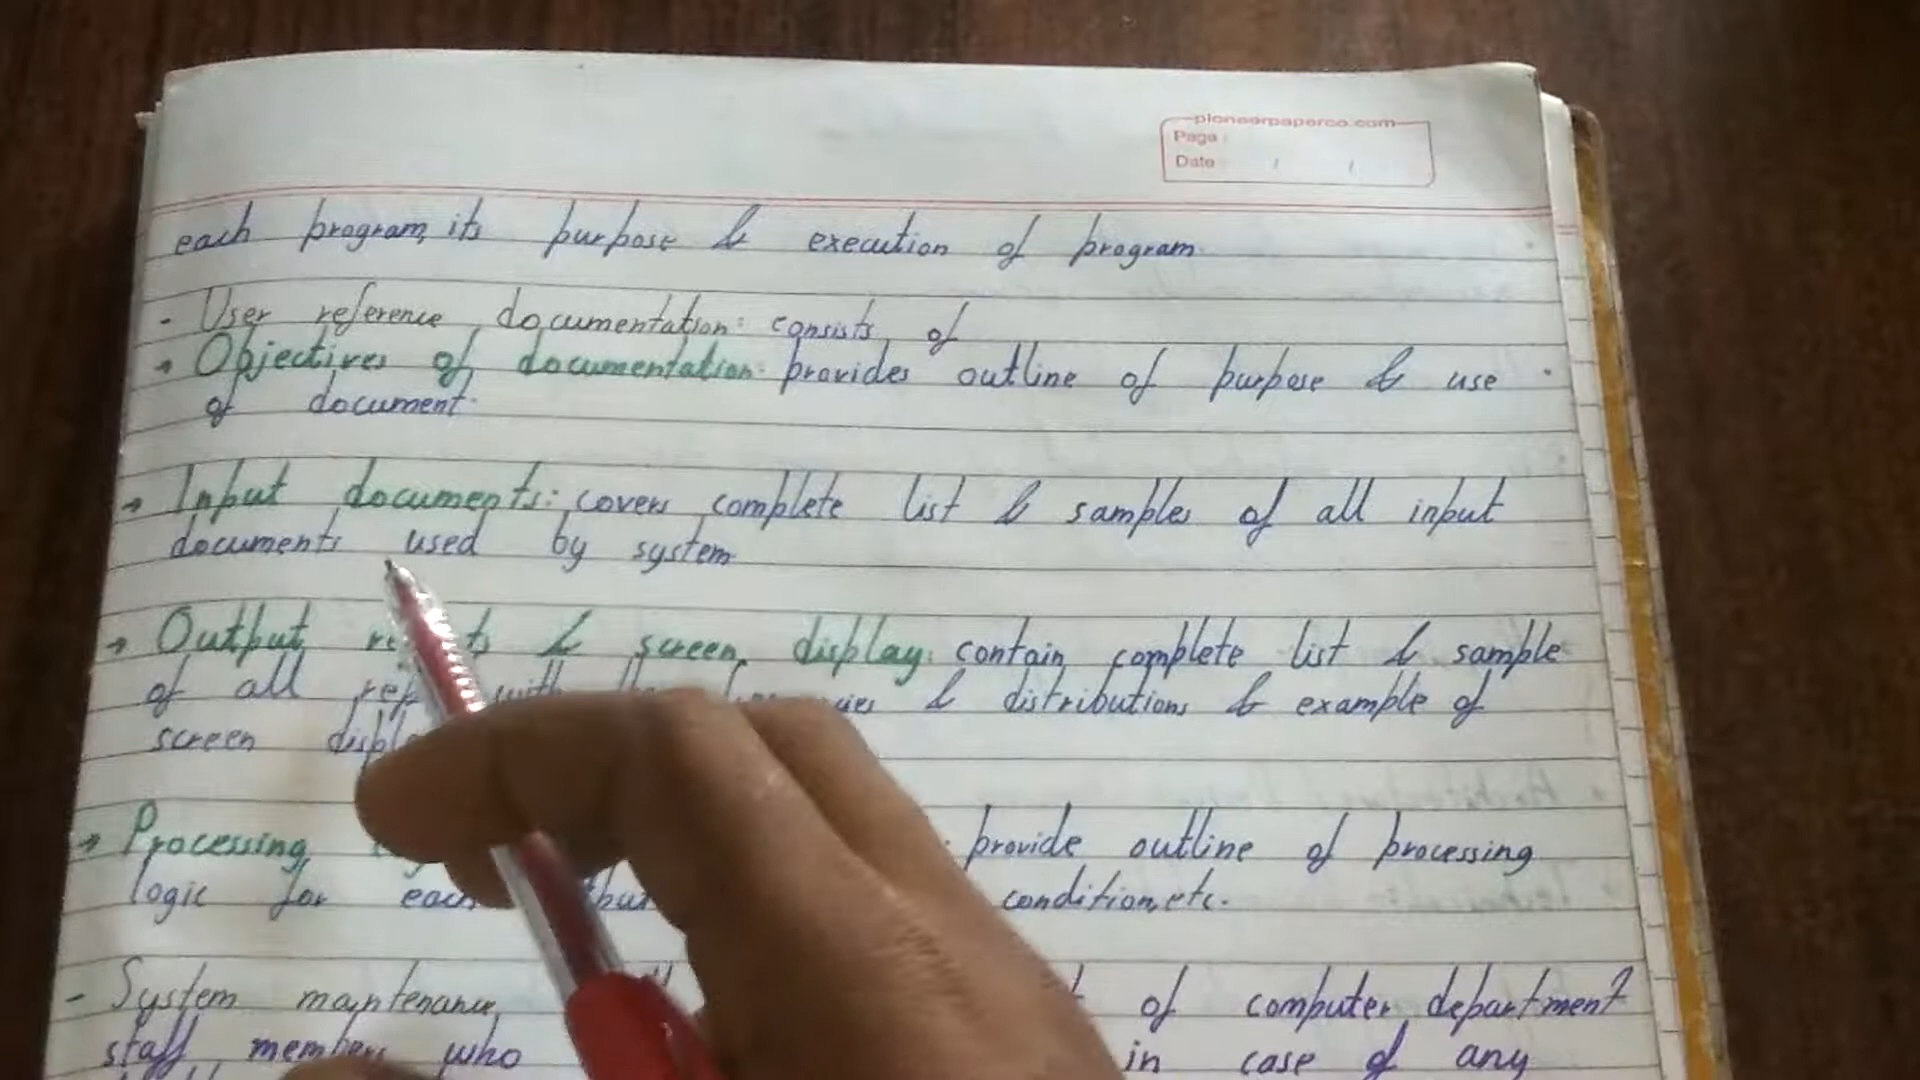 pioneerpaperco.com
Page :
Date / /
each program, its purpose & execution of program.
- User reference documentation: consists of
→ Objectives of documentation: provides outline of purpose & use
of document.
→ Input documents: covers complete list & samples of all input
documents used by system
→ Output & screen display: contain complete list & sample
of all with & distributions & example of
screen
→ Processing provide outline of processing
logic for each condition, etc.
- System maintenance of computer department
staff members who in case of any